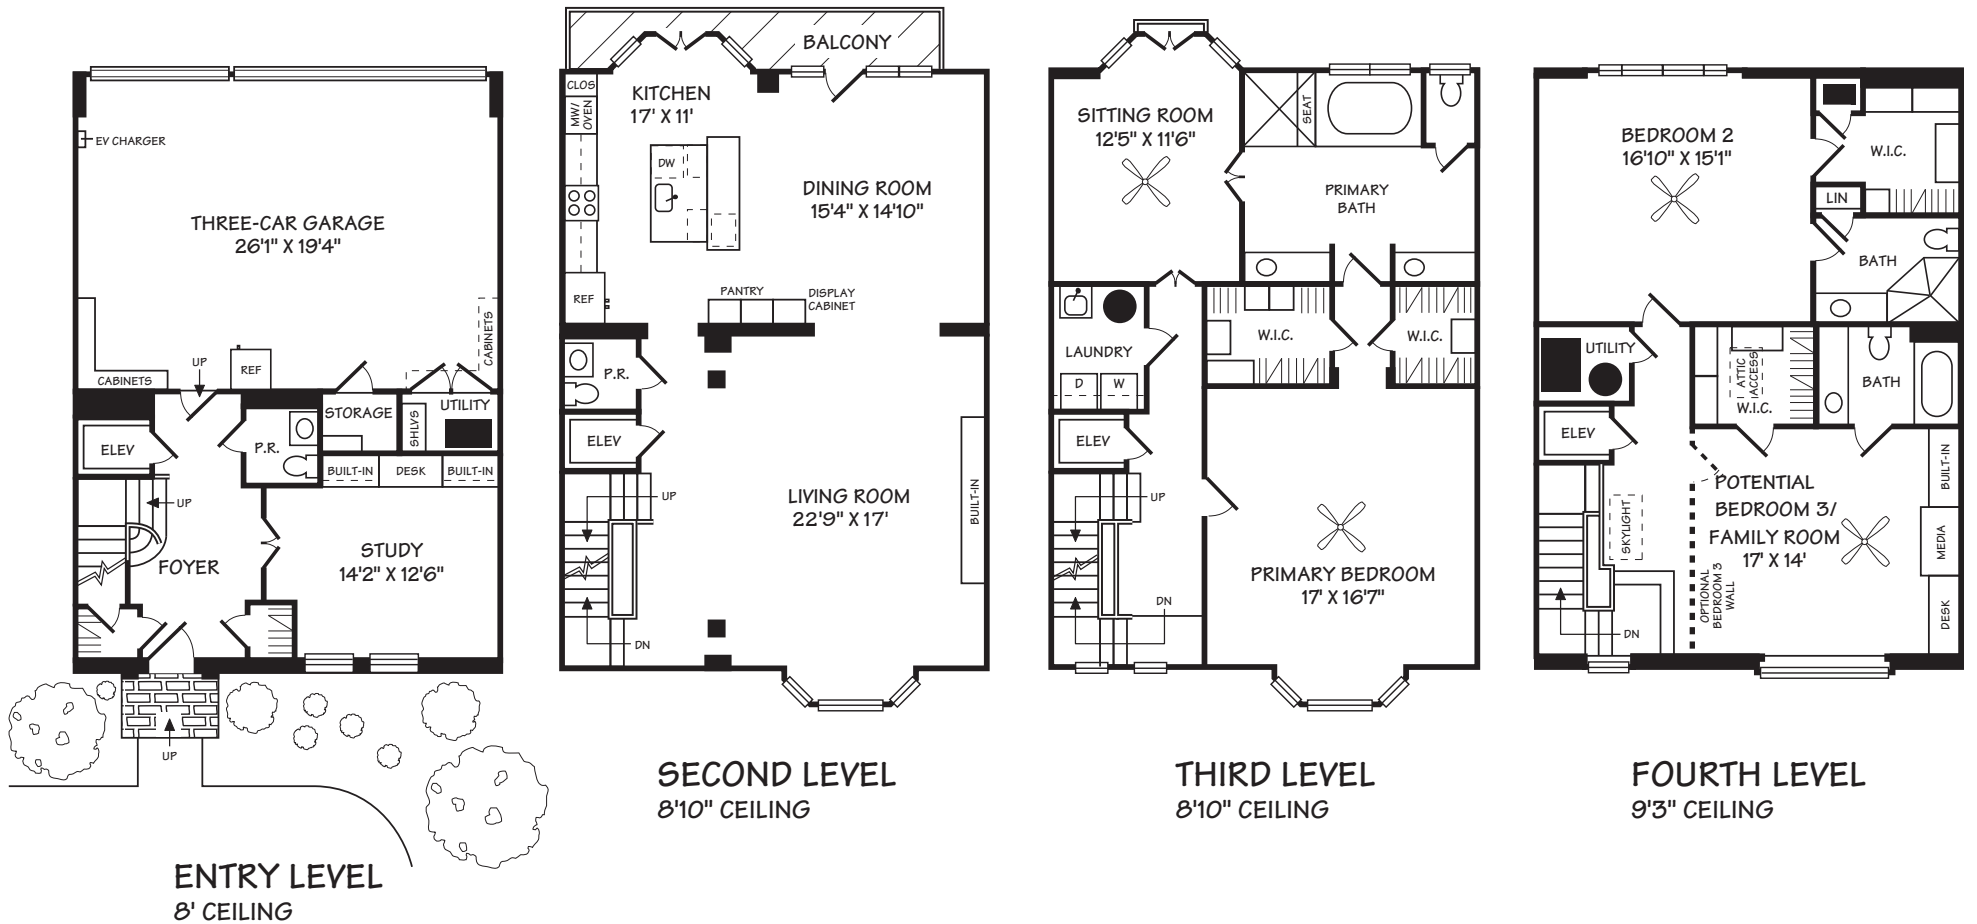 EV CHARGER
THREE-CAR GARAGE
26'1" X 19'4"
CABINETS
CABINETS
UP
REF
STORAGE
SHLVS
UTILITY
ELEV
P.R.
BUILT-IN
DESK
BUILT-IN
UP
FOYER
STUDY
14'2" X 12'6"
UP
ENTRY LEVEL
8' CEILING
BALCONY
CLOS
MW/
OVEN
KITCHEN
17' X 11'
DW
DINING ROOM
15'4" X 14'10"
REF
PANTRY
DISPLAY
CABINET
P.R.
ELEV
UP
LIVING ROOM
22'9" X 17'
BUILT-IN
DN
SECOND LEVEL
8'10" CEILING
SITTING ROOM
12'5" X 11'6"
SEAT
PRIMARY
BATH
LAUNDRY
D
W
W.I.C.
W.I.C.
ELEV
UP
PRIMARY BEDROOM
17' X 16'7"
DN
THIRD LEVEL
8'10" CEILING
BEDROOM 2
16'10" X 15'1"
W.I.C.
LIN
BATH
UTILITY
ATTIC
ACCESS
W.I.C.
BATH
ELEV
SKYLIGHT
POTENTIAL
BEDROOM 3/
FAMILY ROOM
17' X 14'
OPTIONAL
BEDROOM 3
WALL
BUILT-IN
MEDIA
DESK
DN
FOURTH LEVEL
9'3" CEILING